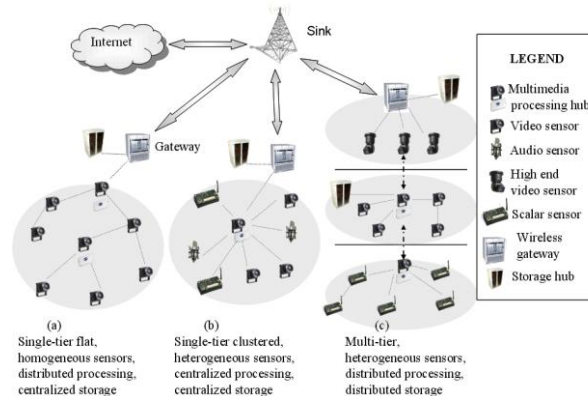 Internet
Sink
Gateway
LEGEND
Multimedia
processing hub
Video sensor
Audio sensor
High end
video sensor
Scalar sensor
Wireless
gateway
Storage hub
(a)
Single-tier flat,
homogeneous sensors,
distributed processing,
centralized storage
(b)
Single-tier clustered,
heterogeneous sensors,
centralized processing,
centralized storage
(c)
Multi-tier,
heterogeneous sensors,
distributed processing,
distributed storage